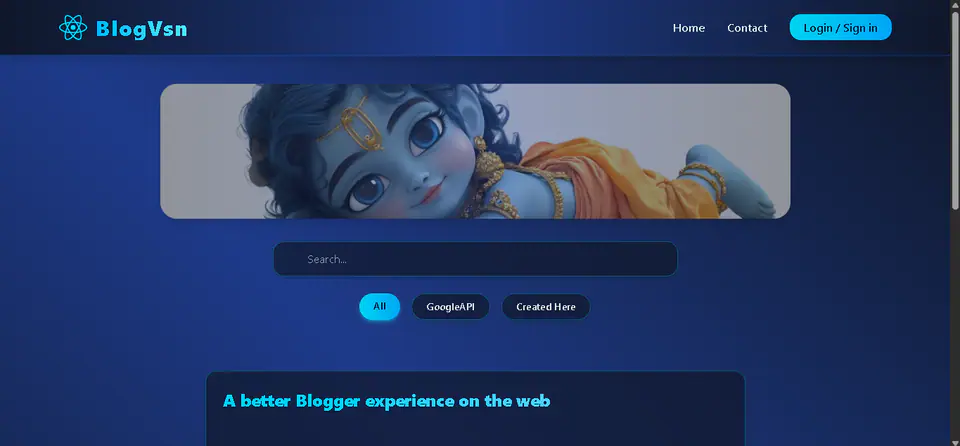 BlogVsn
Home
Contact
Login / Sign in
Search...
All
GoogleAPI
Created Here
A better Blogger experience on the web